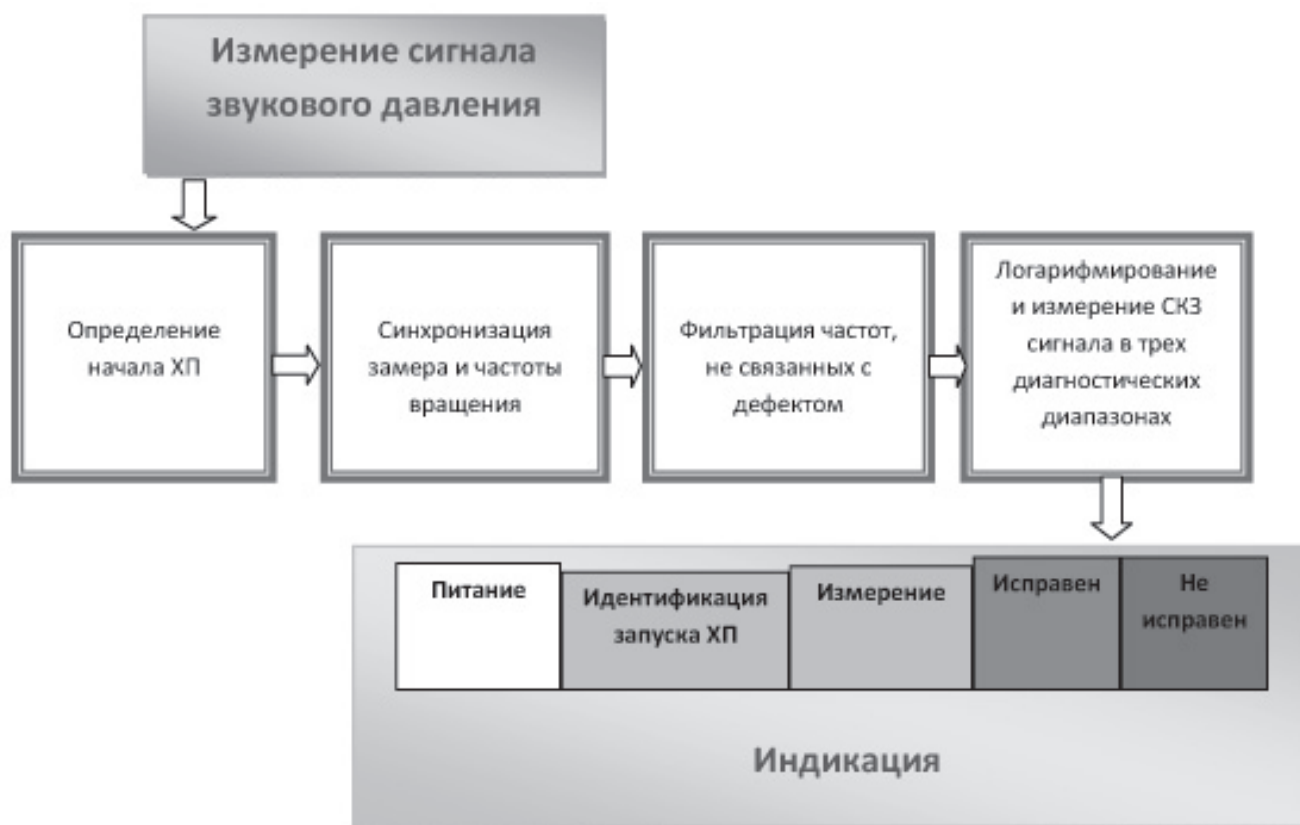 Измерение сигнала
звукового давления
Определение
начала ХП
Синхронизация
замера и частоты
вращения
Фильтрация частот,
не связанных с
дефектом
Логарифмирование
и измерение СКЗ
сигнала в трех
диагностических
диапазонах
Питание
Идентификация
запуска ХП
Измерение
Исправен
Не
исправен
Индикация